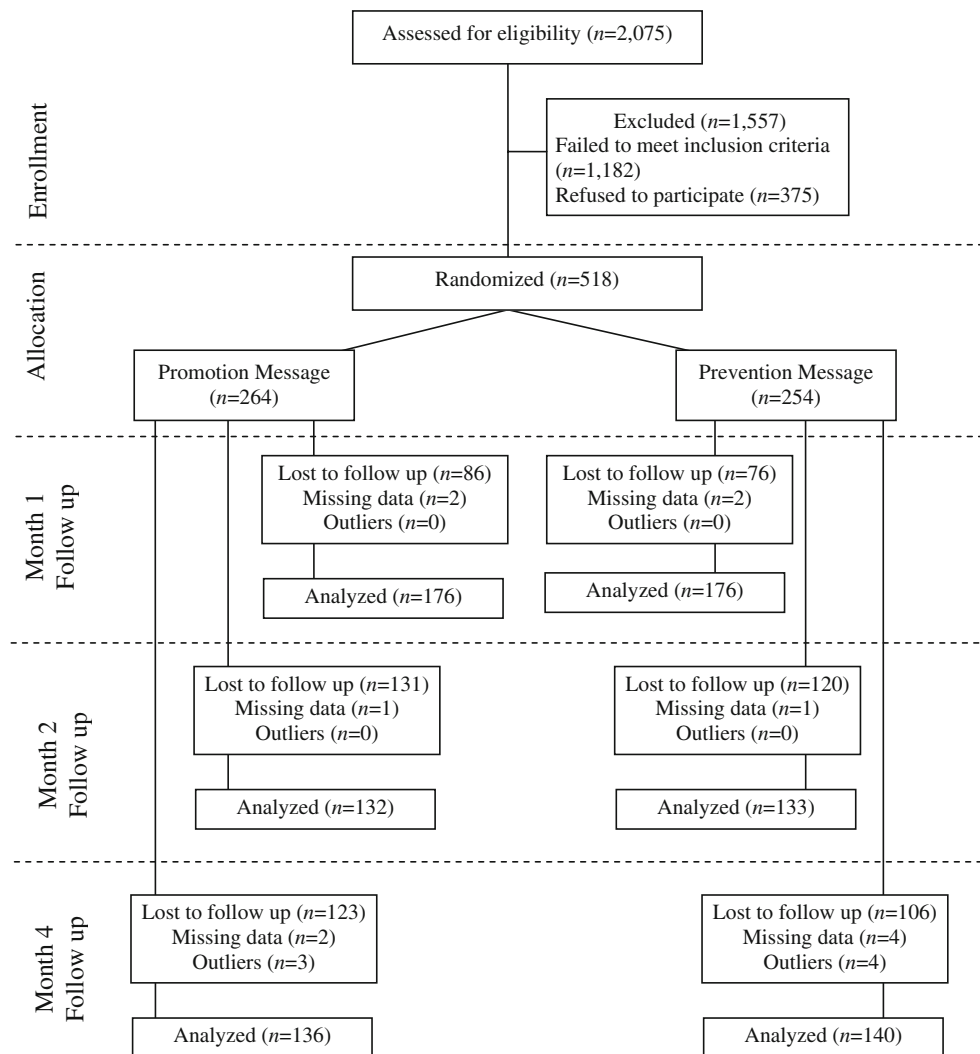 Assessed for eligibility (n=2,075)
Enrollment
Excluded (n=1,557)
Failed to meet inclusion criteria
(n=1,182)
Refused to participate (n=375)
Allocation
Randomized (n=518)
Promotion Message
(n=264)
Prevention Message
(n=254)
Month 1
Follow up
Lost to follow up (n=86)
Missing data (n=2)
Outliers (n=0)
Analyzed (n=176)
Lost to follow up (n=76)
Missing data (n=2)
Outliers (n=0)
Analyzed (n=176)
Month 2
Follow up
Lost to follow up (n=131)
Missing data (n=1)
Outliers (n=0)
Analyzed (n=132)
Lost to follow up (n=120)
Missing data (n=1)
Outliers (n=0)
Analyzed (n=133)
Month 4
Follow up
Lost to follow up (n=123)
Missing data (n=2)
Outliers (n=3)
Analyzed (n=136)
Lost to follow up (n=106)
Missing data (n=4)
Outliers (n=4)
Analyzed (n=140)